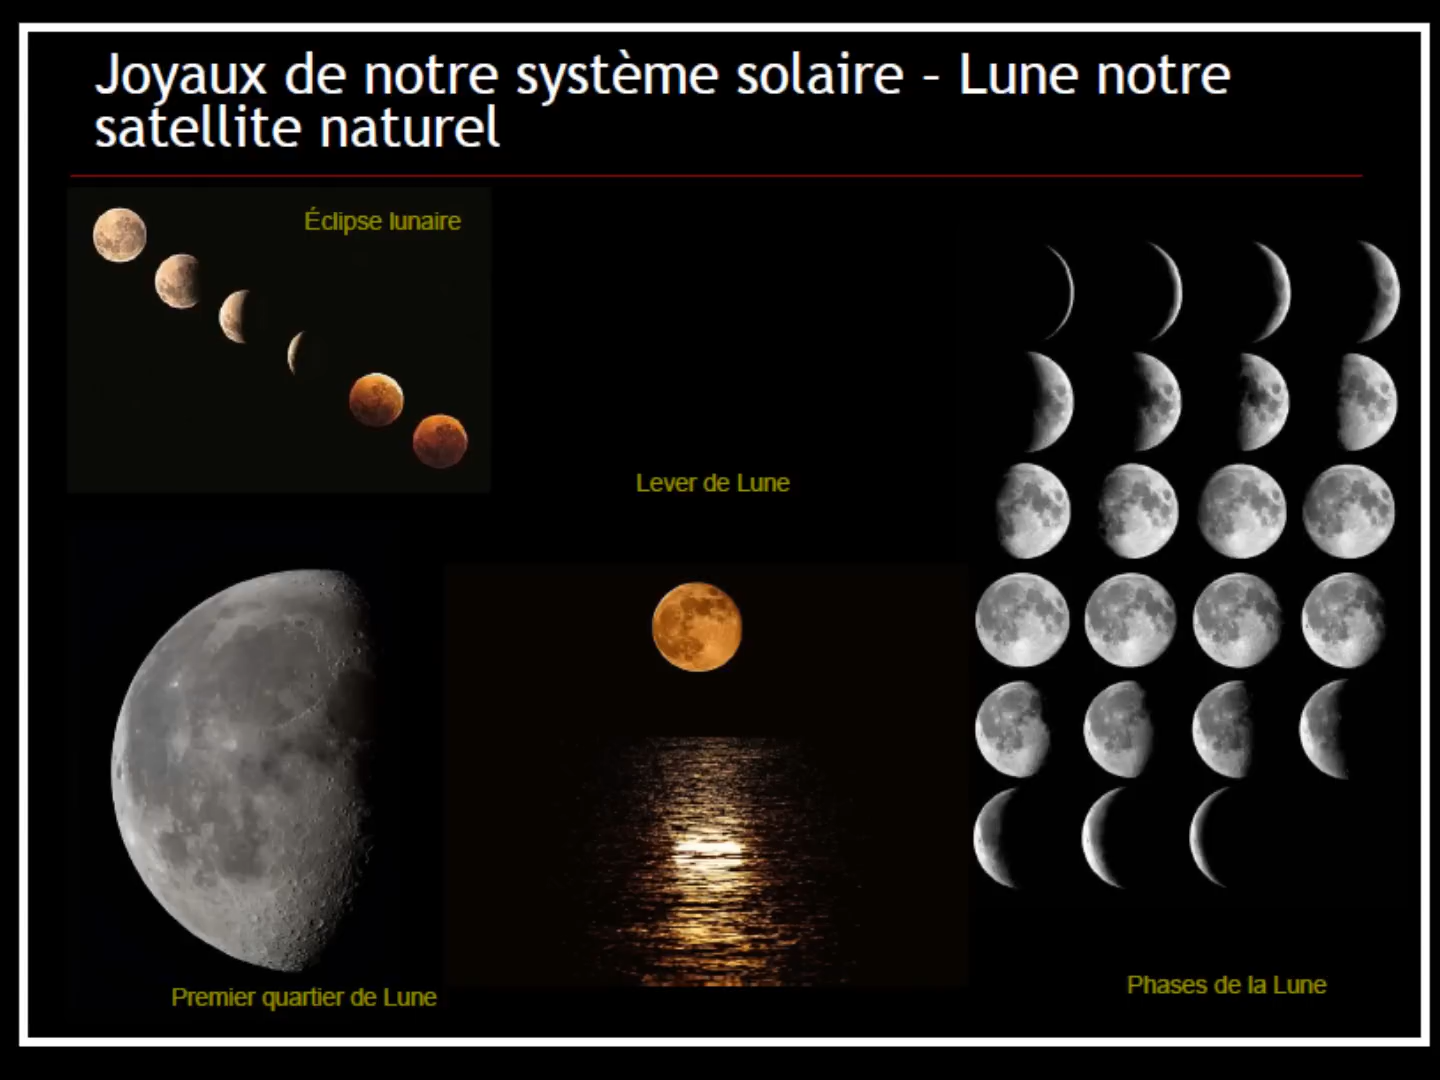 Joyaux de notre système solaire - Lune notre
satellite naturel
Éclipse lunaire
Lever de Lune
Premier quartier de Lune
Phases de la Lune